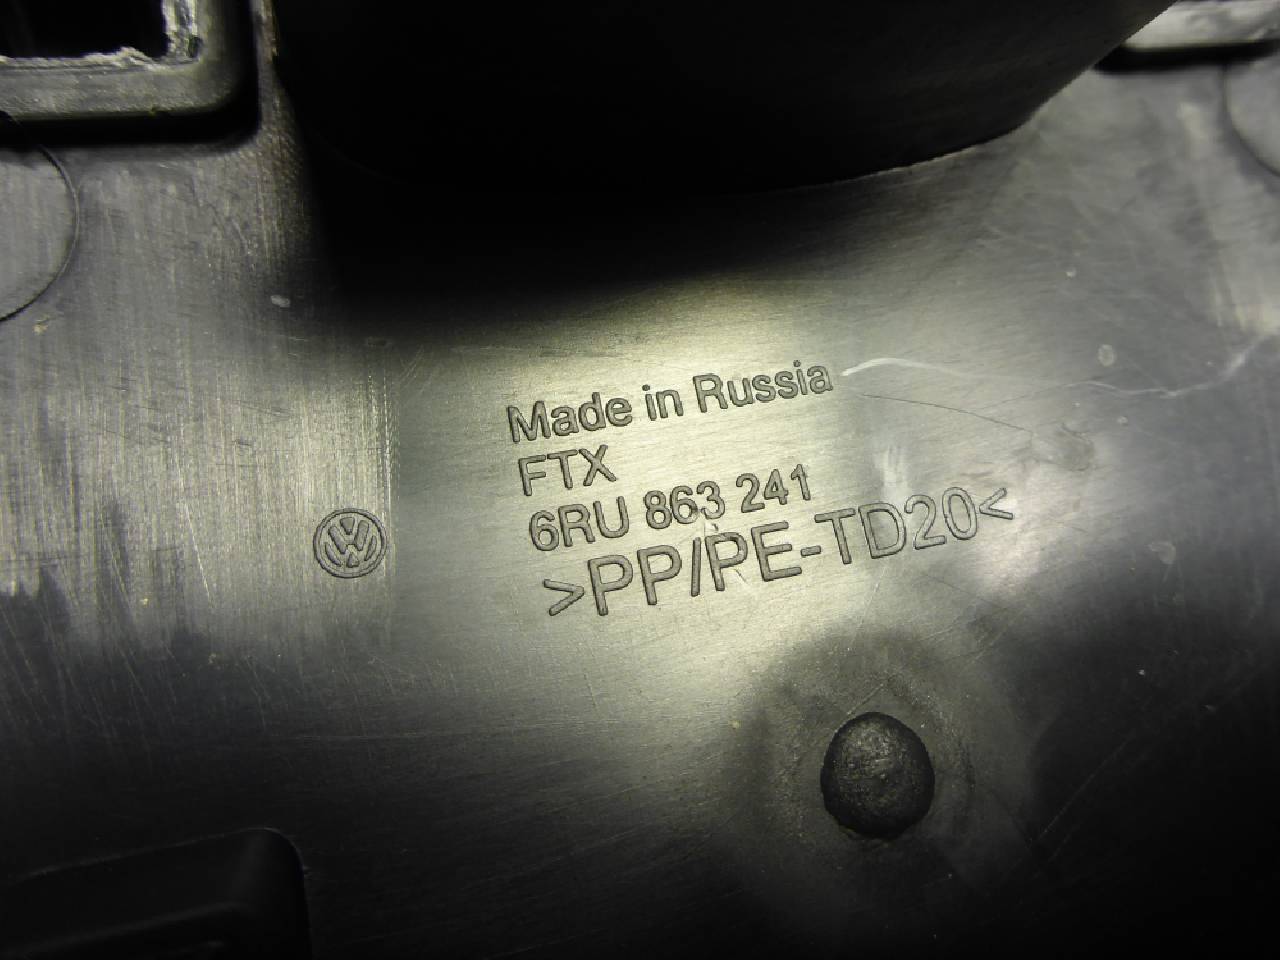 Made in Russia
FTX
6RU 863 241
>PP/PE-TD20<